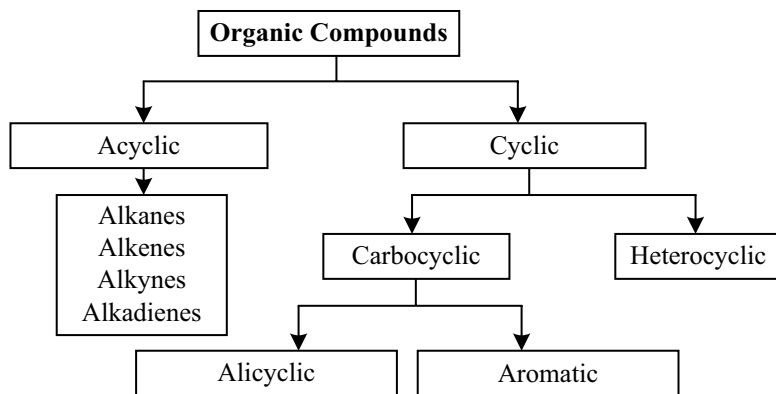 Organic Compounds
Acyclic
Cyclic
Alkanes
Alkenes
Alkynes
Alkadienes
Carbocyclic
Heterocyclic
Alicyclic
Aromatic